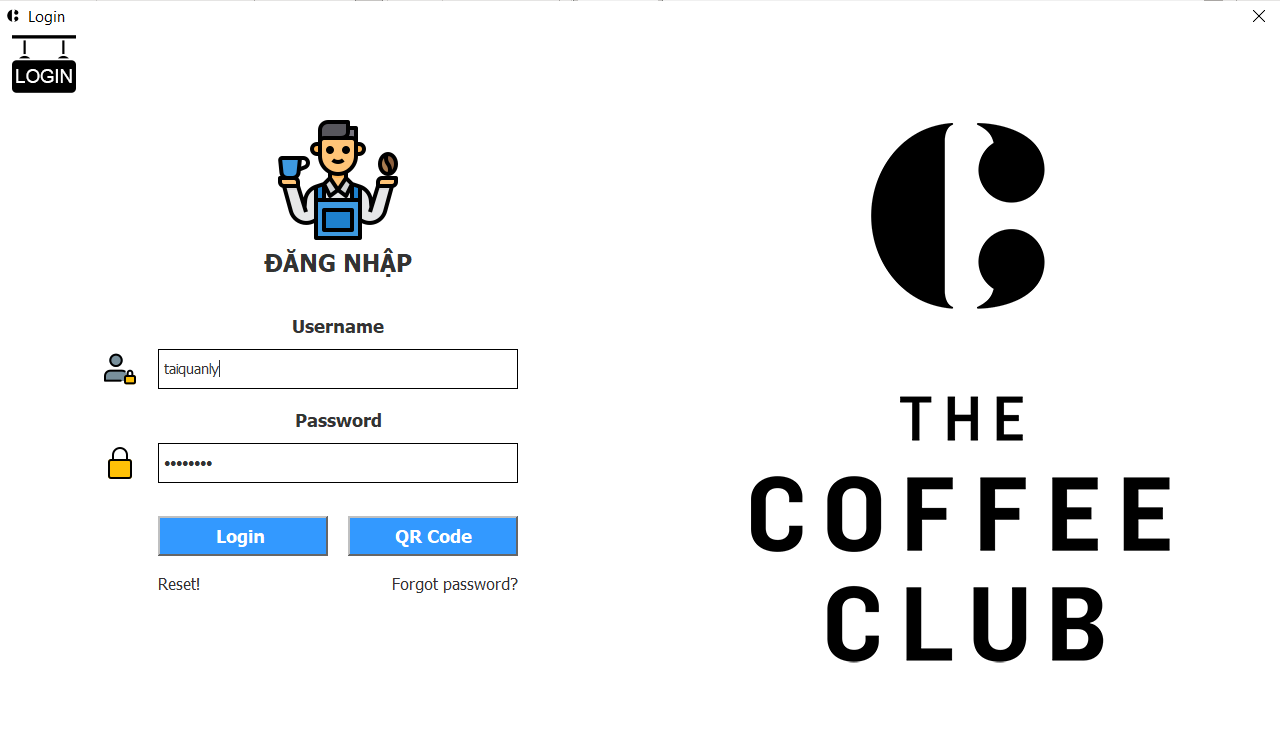 Login
LOGIN
ĐĂNG NHẬP
Username
taiquanly
Password
••••••••
Login
QR Code
Reset!
Forgot password?
THE
COFFEE
CLUB